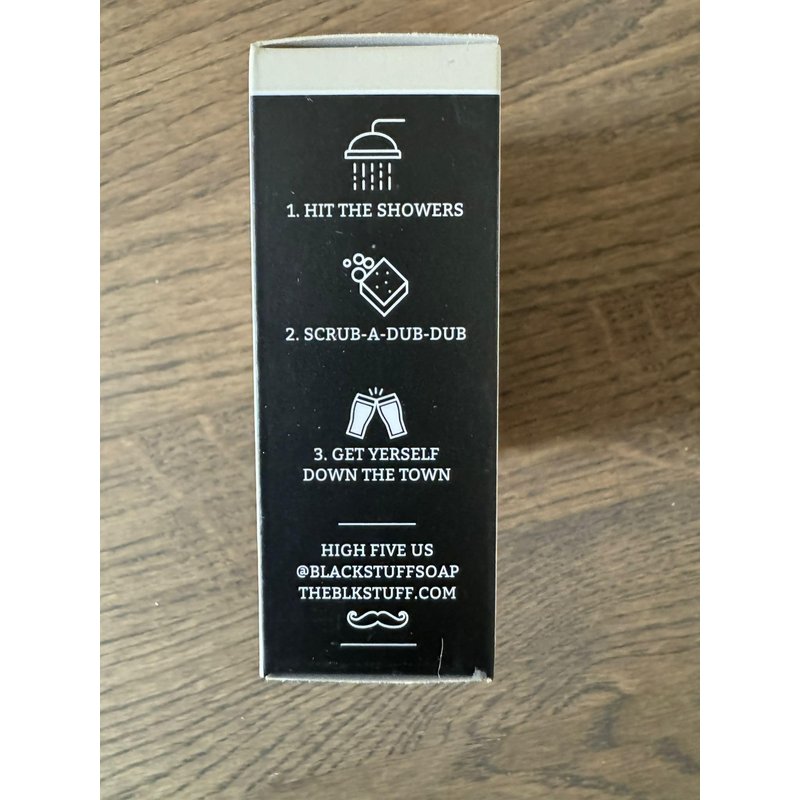 1. HIT THE SHOWERS
2. SCRUB-A-DUB-DUB
3. GET YERSELF
DOWN THE TOWN
HIGH FIVE US
@BLACKSTUFFSOAP
THEBLKSTUFF.COM